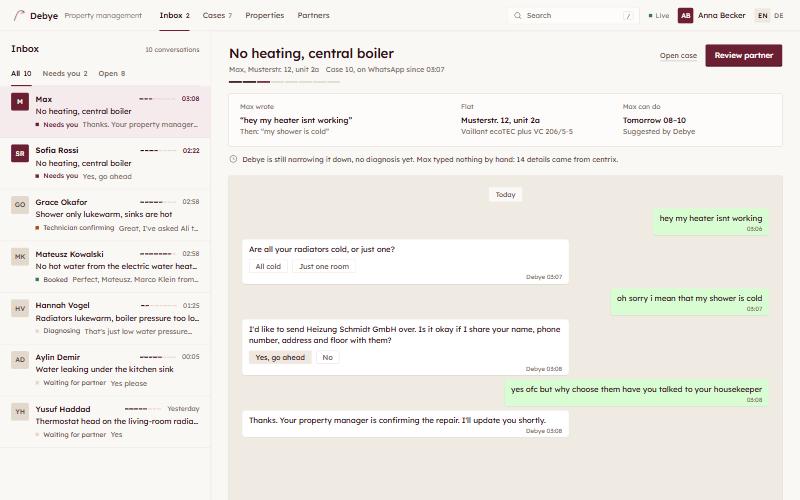 Debye Property management Inbox 2 Cases 7 Properties Partners Search / Live AB Anna Becker EN DE
Inbox 10 conversations
All 10 Needs you 2 Open 8
M Max 03:08
No heating, central boiler
Needs you Thanks. Your property manager…
SR Sofia Rossi 02:22
No heating, central boiler
Needs you Yes, go ahead
GO Grace Okafor 02:58
Shower only lukewarm, sinks are hot
Technician confirming Great, I've asked Ali t…
MK Mateusz Kowalski 02:58
No hot water from the electric water heat…
Booked Perfect, Mateusz. Marco Klein from…
HV Hannah Vogel 01:25
Radiators lukewarm, boiler pressure too lo…
Diagnosing That's just low water pressure…
AD Aylin Demir 00:05
Water leaking under the kitchen sink
Waiting for partner Yes please
YH Yusuf Haddad Yesterday
Thermostat head on the living-room radia…
Waiting for partner Yes
No heating, central boiler
Max, Musterstr. 12, unit 2a Case 10, on WhatsApp since 03:07
Open case Review partner
Max wrote
"hey my heater isnt working"
Then: "my shower is cold"
Flat
Musterstr. 12, unit 2a
Vaillant ecoTEC plus VC 206/5-5
Max can do
Tomorrow 08–10
Suggested by Debye
Debye is still narrowing it down, no diagnosis yet. Max typed nothing by hand: 14 details came from centrix.
Today
hey my heater isnt working
03:06
Are all your radiators cold, or just one?
All cold Just one room
Debye 03:07
oh sorry i mean that my shower is cold
03:07
I'd like to send Heizung Schmidt GmbH over. Is it okay if I share your name, phone
number, address and floor with them?
Yes, go ahead No
Debye 03:08
yes ofc but why choose them have you talked to your housekeeper
03:08
Thanks. Your property manager is confirming the repair. I'll update you shortly.
Debye 03:08